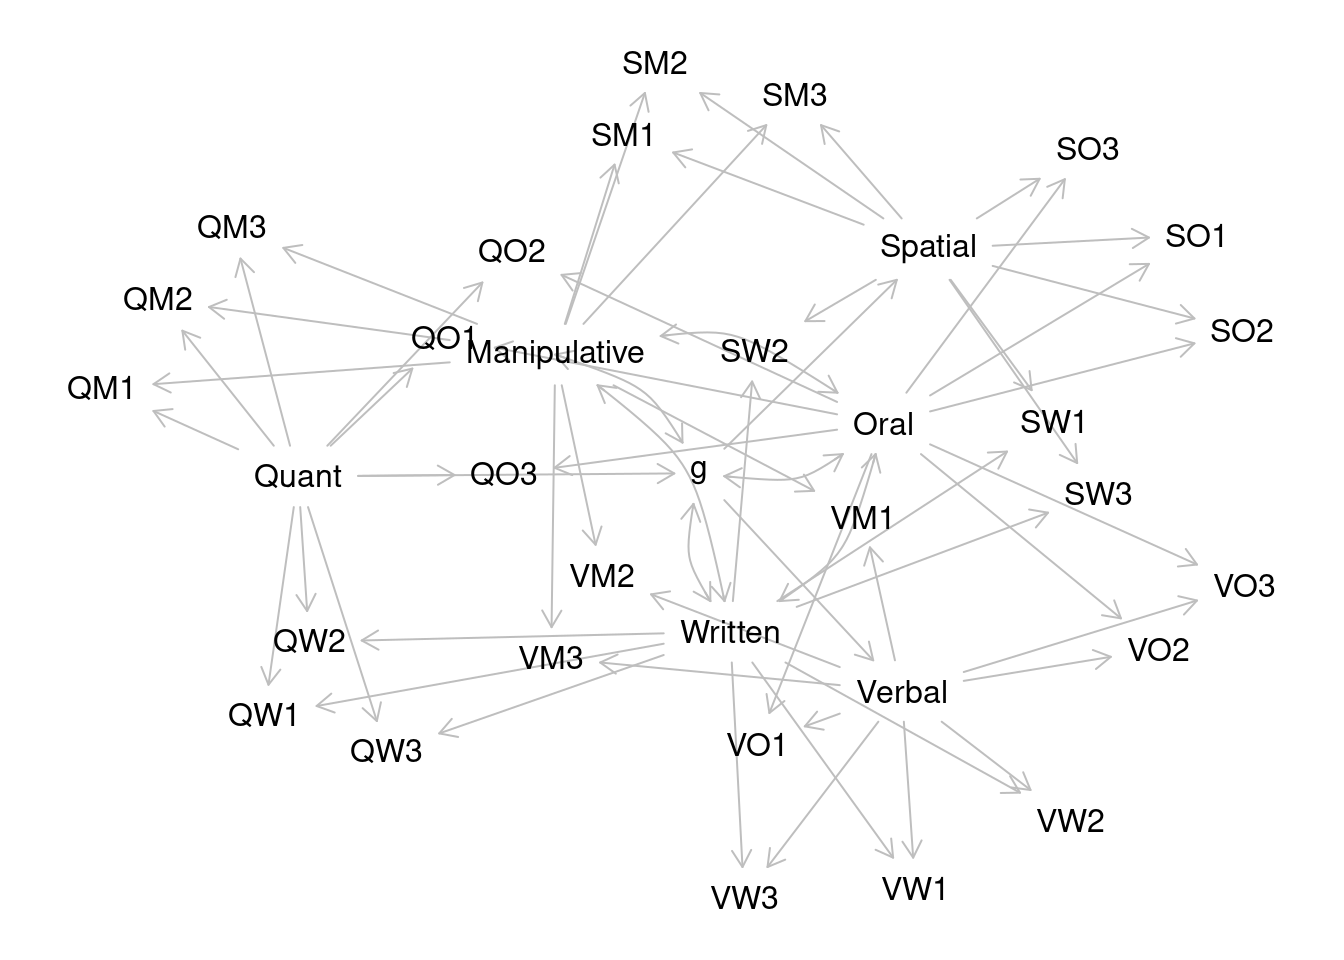 SM2
SM3
SM1
SO3
QM3
SO1
QO2
Spatial
QM2
SO2
QO1
Manipulative
SW2
QM1
SW1
Oral
g
QO3
Quant
SW3
VM1
VM2
VO3
Written
QW2
VO2
VM3
Verbal
QW1
VO1
QW3
VW2
VW1
VW3